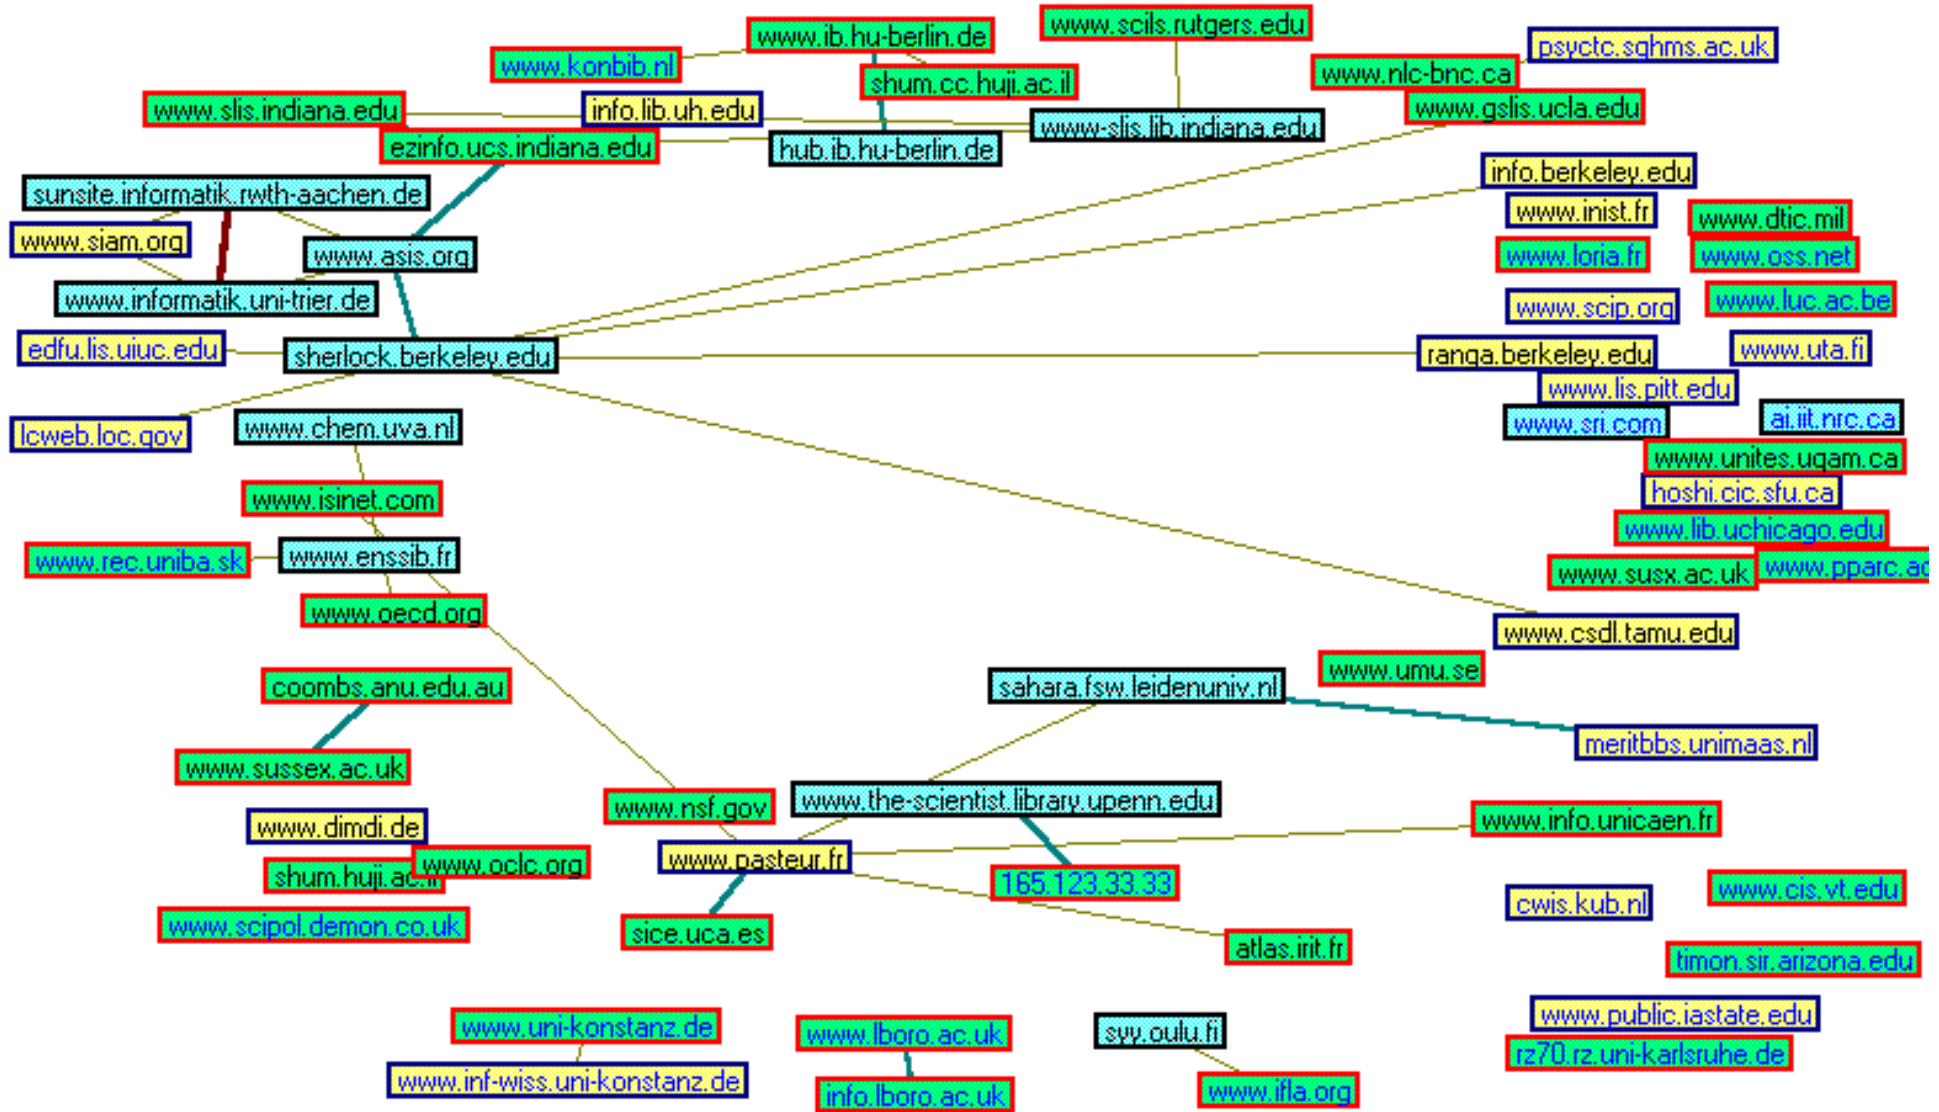 www.ib.hu-berlin.de
www.scils.rutgers.edu
psyctc.sghms.ac.uk
www.konbib.nl
shum.cc.huji.ac.il
www.nlc-bnc.ca
www.slis.indiana.edu
info.lib.uh.edu
www-slis.lib.indiana.edu
www.gslis.ucla.edu
ezinfo.ucs.indiana.edu
hub.ib.hu-berlin.de
info.berkeley.edu
sunsite.informatik.rwth-aachen.de
www.inist.fr
www.dtic.mil
www.siam.org
www.asis.org
www.loria.fr
www.oss.net
www.informatik.uni-trier.de
www.scip.org
www.luc.ac.be
edfu.lis.uiuc.edu
sherlock.berkeley.edu
ranga.berkeley.edu
www.uta.fi
www.lis.pitt.edu
lcweb.loc.gov
www.chem.uva.nl
www.sri.com
ai.iit.nrc.ca
www.unites.uqam.ca
www.isinet.com
hoshi.cic.sfu.ca
www.lib.uchicago.edu
www.rec.uniba.sk
www.enssib.fr
www.susx.ac.uk
www.pparc.ac
www.oecd.org
www.csdl.tamu.edu
coombs.anu.edu.au
sahara.fsw.leidenuniv.nl
www.umu.se
meritbbs.unimaas.nl
www.sussex.ac.uk
www.nsf.gov
www.the-scientist.library.upenn.edu
www.info.unicaen.fr
www.dimdi.de
www.pasteur.fr
www.oclc.org
shum.huji.ac.il
165.123.33.33
www.cis.vt.edu
cwis.kub.nl
www.scipol.demon.co.uk
sice.uca.es
atlas.irit.fr
timon.sir.arizona.edu
www.uni-konstanz.de
www.lboro.ac.uk
syy.oulu.fi
www.public.iastate.edu
rz70.rz.uni-karlsruhe.de
www.inf-wiss.uni-konstanz.de
info.lboro.ac.uk
www.ifla.org